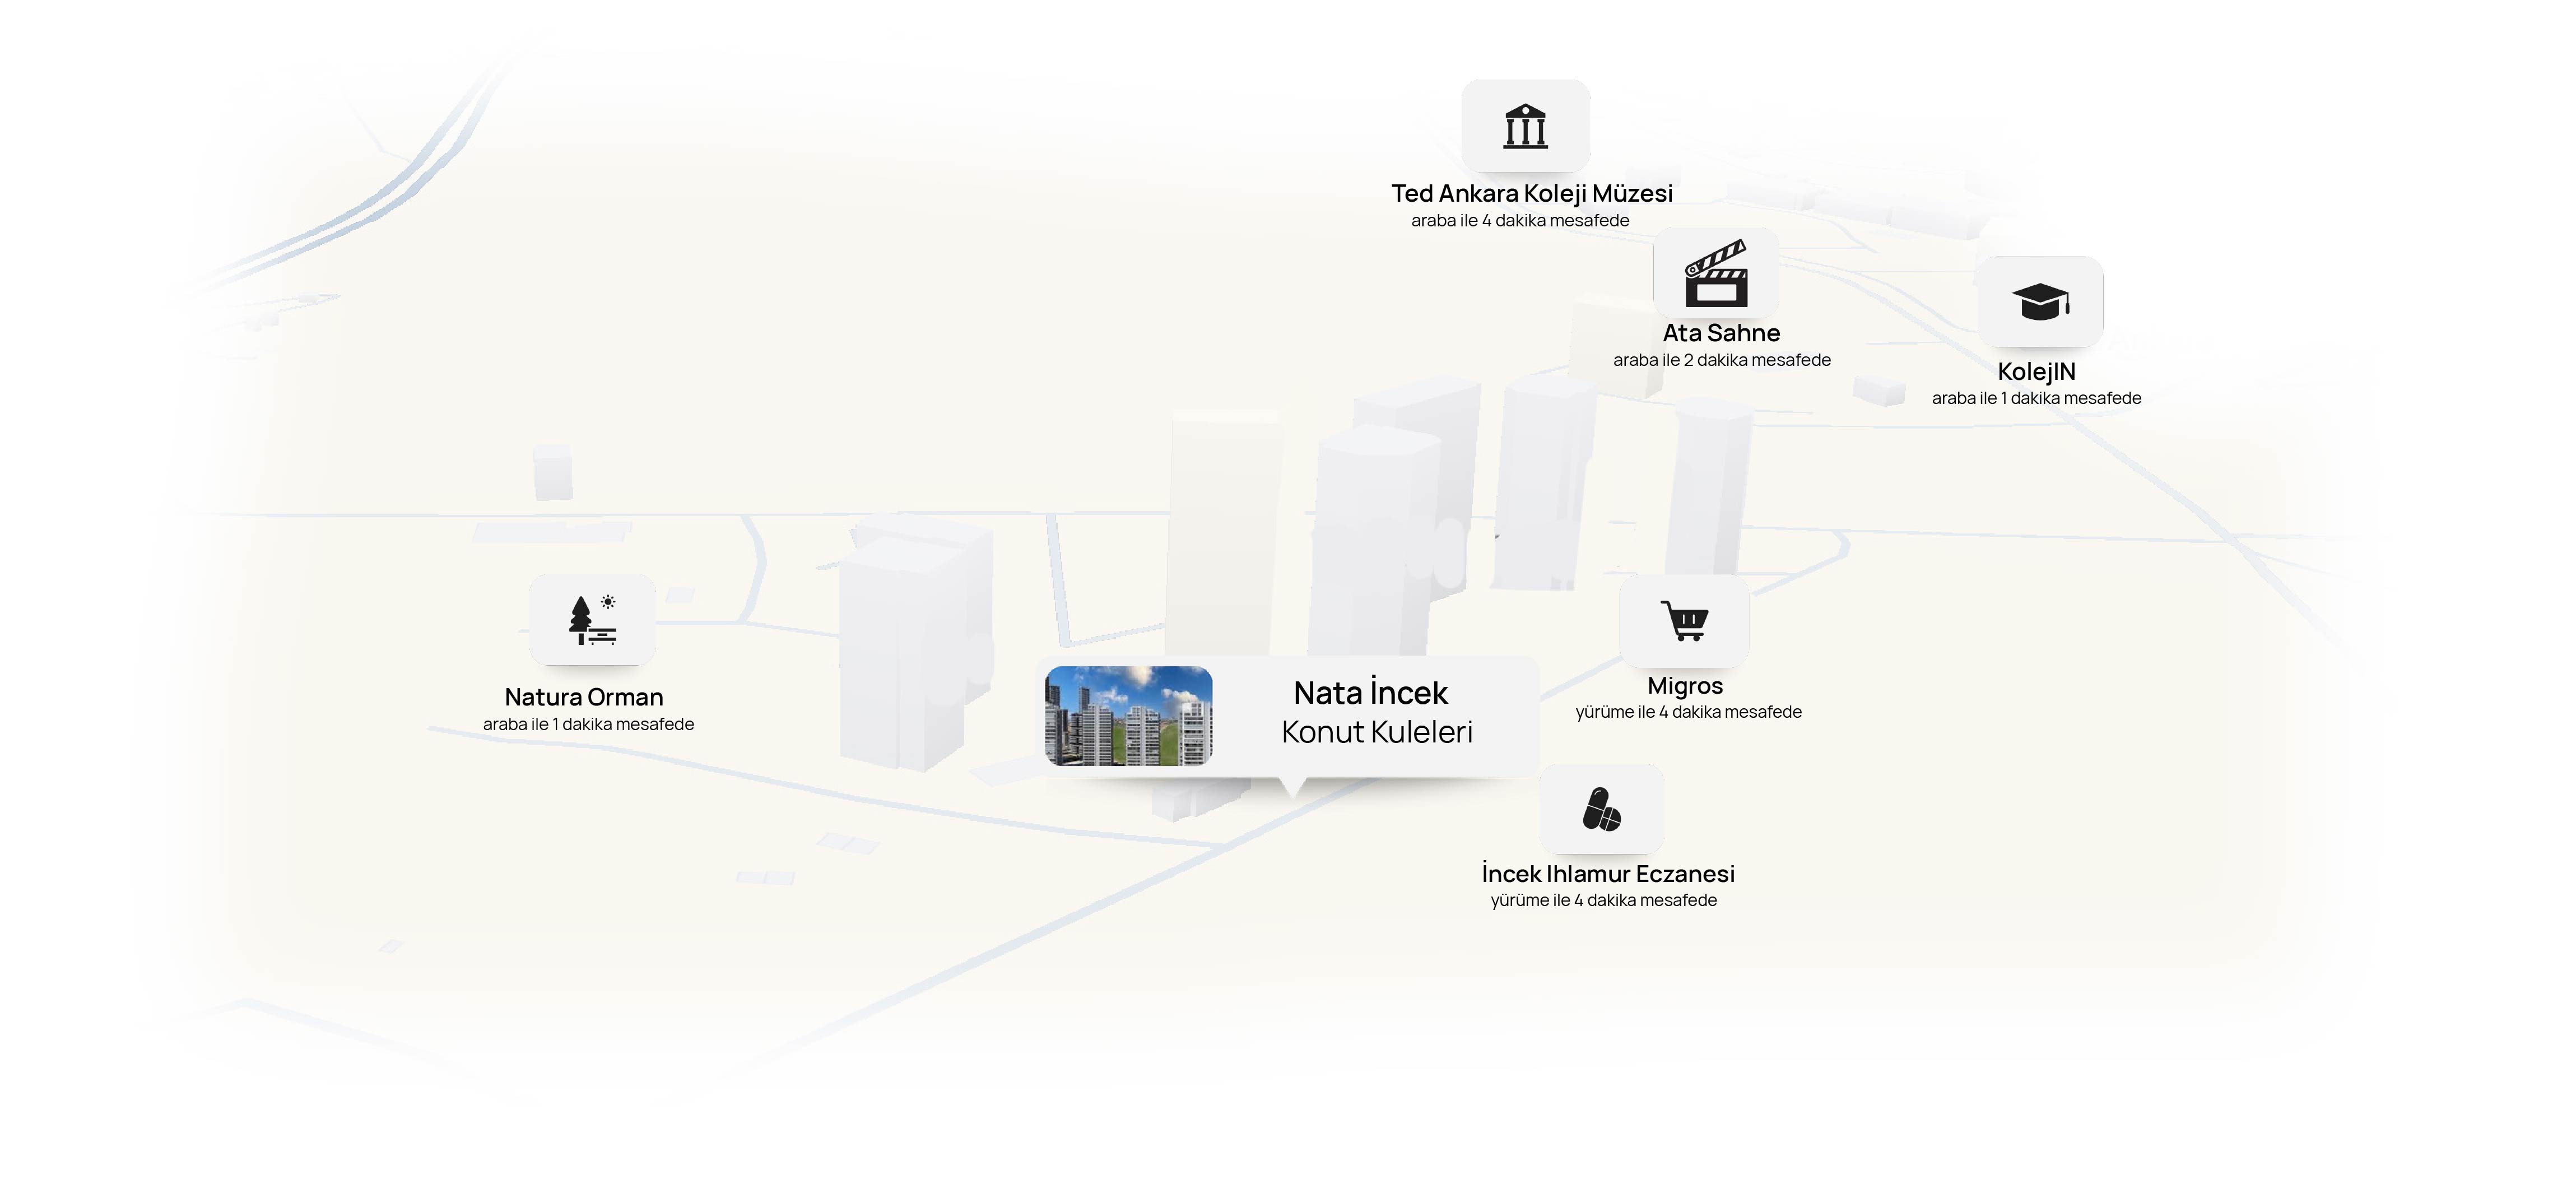 Ted Ankara Koleji Müzesi
araba ile 4 dakika mesafede
Ata Sahne
araba ile 2 dakika mesafede
KolejIN
araba ile 1 dakika mesafede
Natura Orman
araba ile 1 dakika mesafede
Nata İncek
Konut Kuleleri
Migros
yürüme ile 4 dakika mesafede
İncek Ihlamur Eczanesi
yürüme ile 4 dakika mesafede